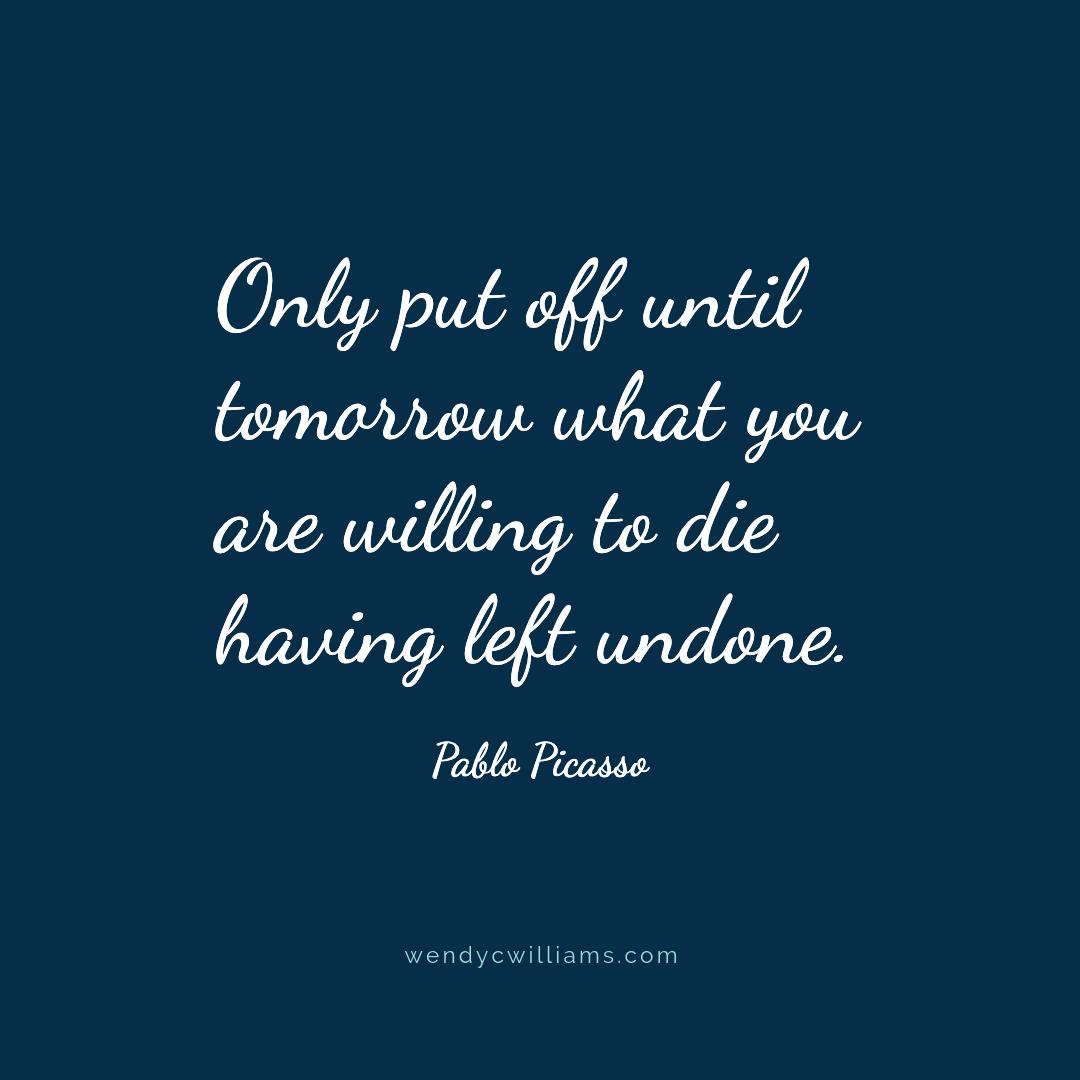 Only put off until
tomorrow what you
are willing to die
having left undone.
Pablo Picasso
wendycwilliams.com